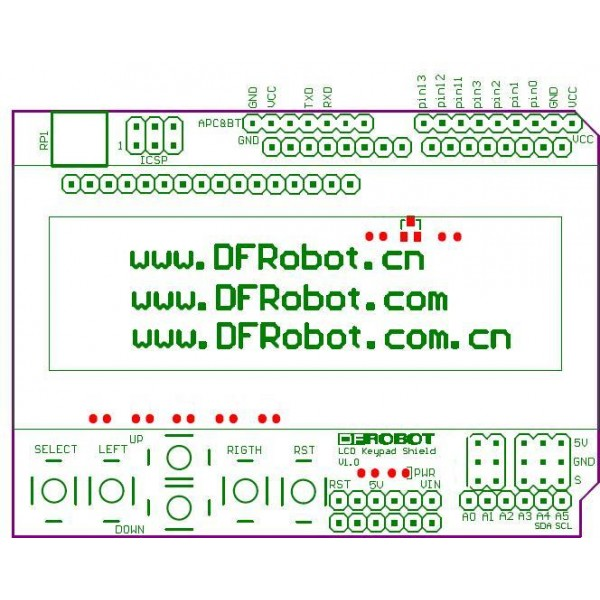 GND VCC TXD RXD pin13 pin12 pin11 pin3 pin2 pin1 pin0 GND VCC
APC&BT
RP1 1 GND VCC
ICSP
www.DFRobot.cn
www.DFRobot.com
www.DFRobot.com.cn
UP DFROBOT
SELECT LEFT RIGTH RST LCD Keypad Shield 5V
V1.0 GND
PWR
RST 5V VIN S
A0 A1 A2 A3 A4 A5
DOWN SDA SCL